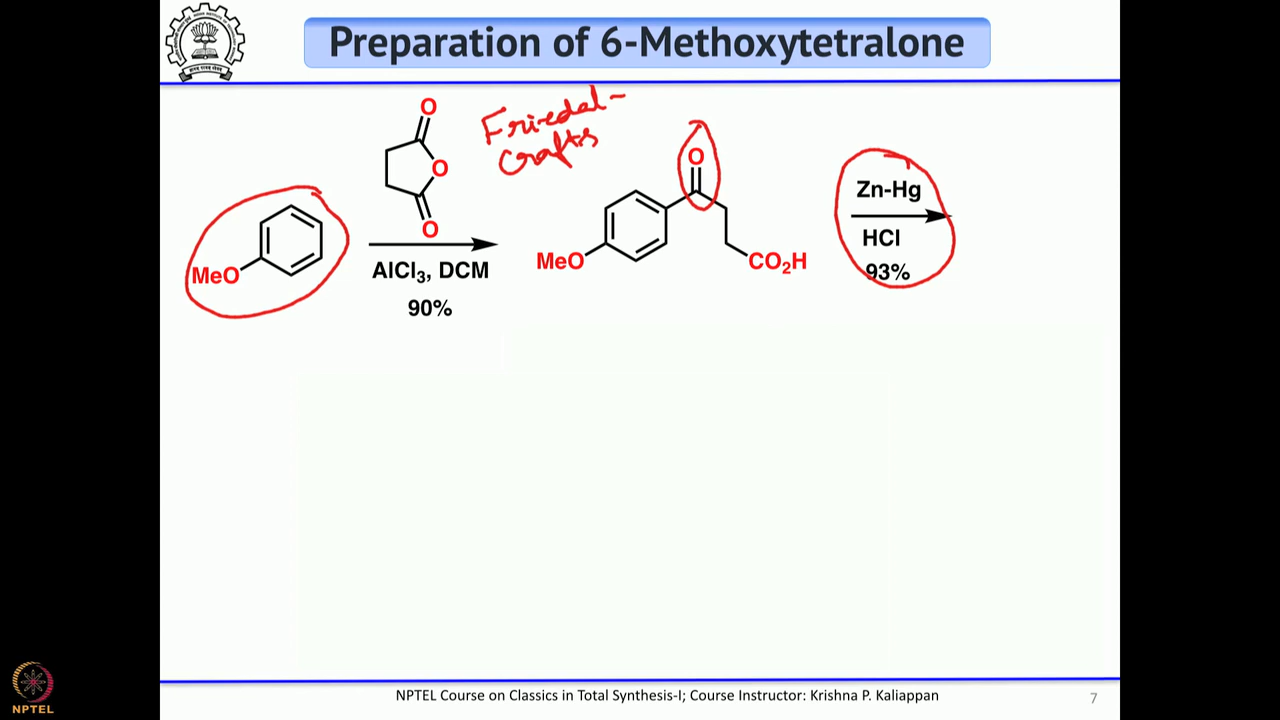 Preparation of 6-Methoxytetralone
O
O
O
MeO
AlCl₃, DCM
90%
Friedal-
Crafts
O
MeO
CO₂H
Zn-Hg
HCl
93%
NPTEL
NPTEL Course on Classics in Total Synthesis-I; Course Instructor: Krishna P. Kaliappan
7